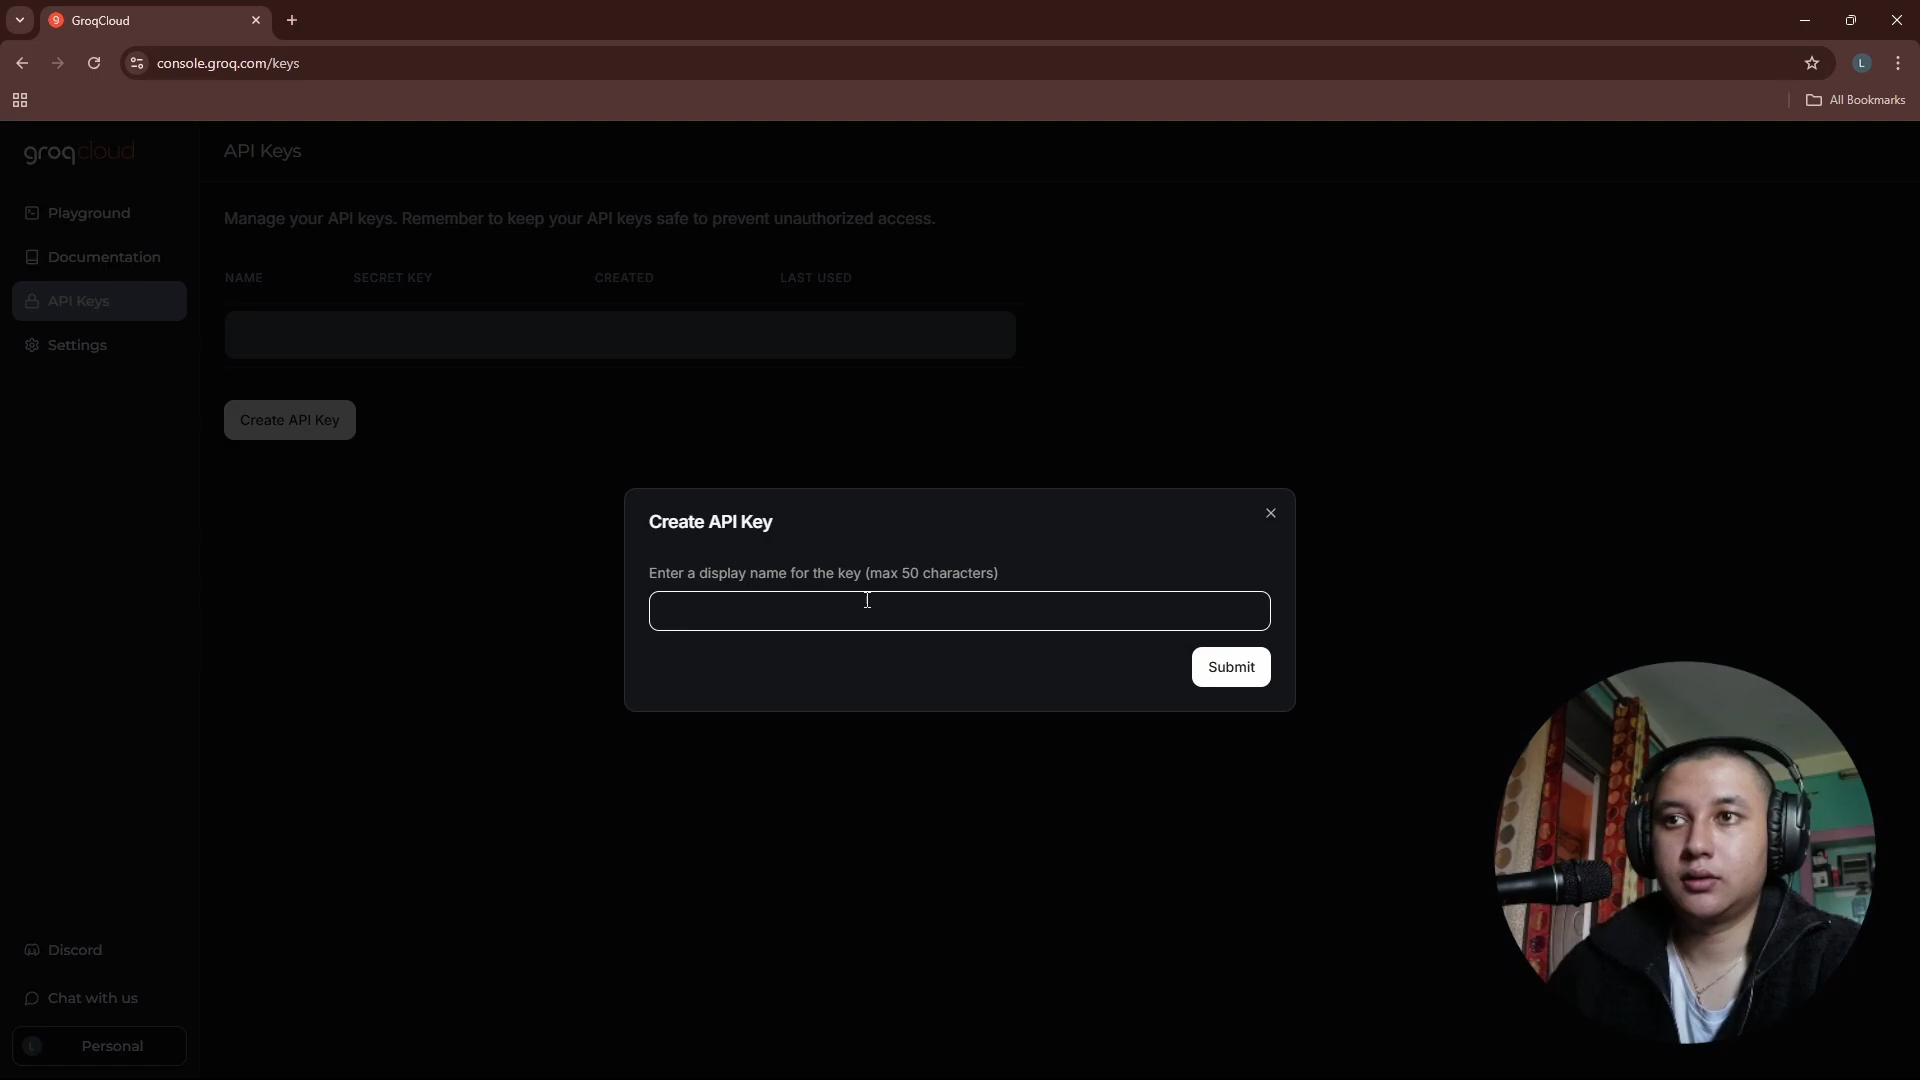 GroqCloud
console.groq.com/keys
All Bookmarks
groqcloud
Playground
Documentation
API Keys
Settings
Discord
Chat with us
L
Personal
API Keys
Manage your API keys. Remember to keep your API keys safe to prevent unauthorized access.
NAME SECRET KEY CREATED LAST USED
Create API Key
Create API Key
Enter a display name for the key (max 50 characters)
Submit
L